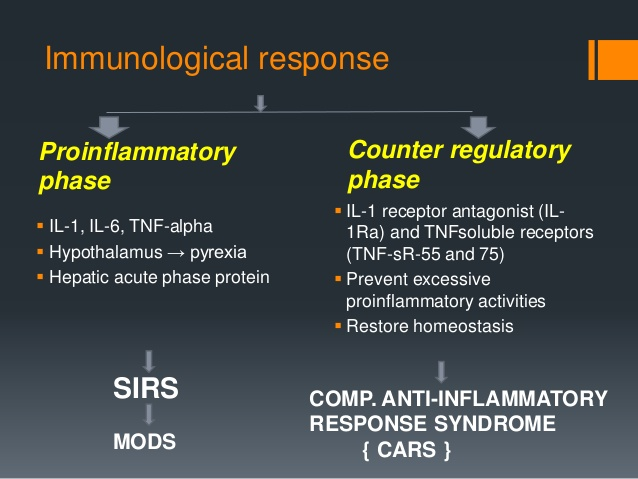 Immunological response
Proinflammatory
phase
▪ IL-1, IL-6, TNF-alpha
▪ Hypothalamus → pyrexia
▪ Hepatic acute phase protein
SIRS
MODS
Counter regulatory
phase
▪ IL-1 receptor antagonist (IL-
1Ra) and TNFsoluble receptors
(TNF-sR-55 and 75)
▪ Prevent excessive
proinflammatory activities
▪ Restore homeostasis
COMP. ANTI-INFLAMMATORY
RESPONSE SYNDROME
{ CARS }